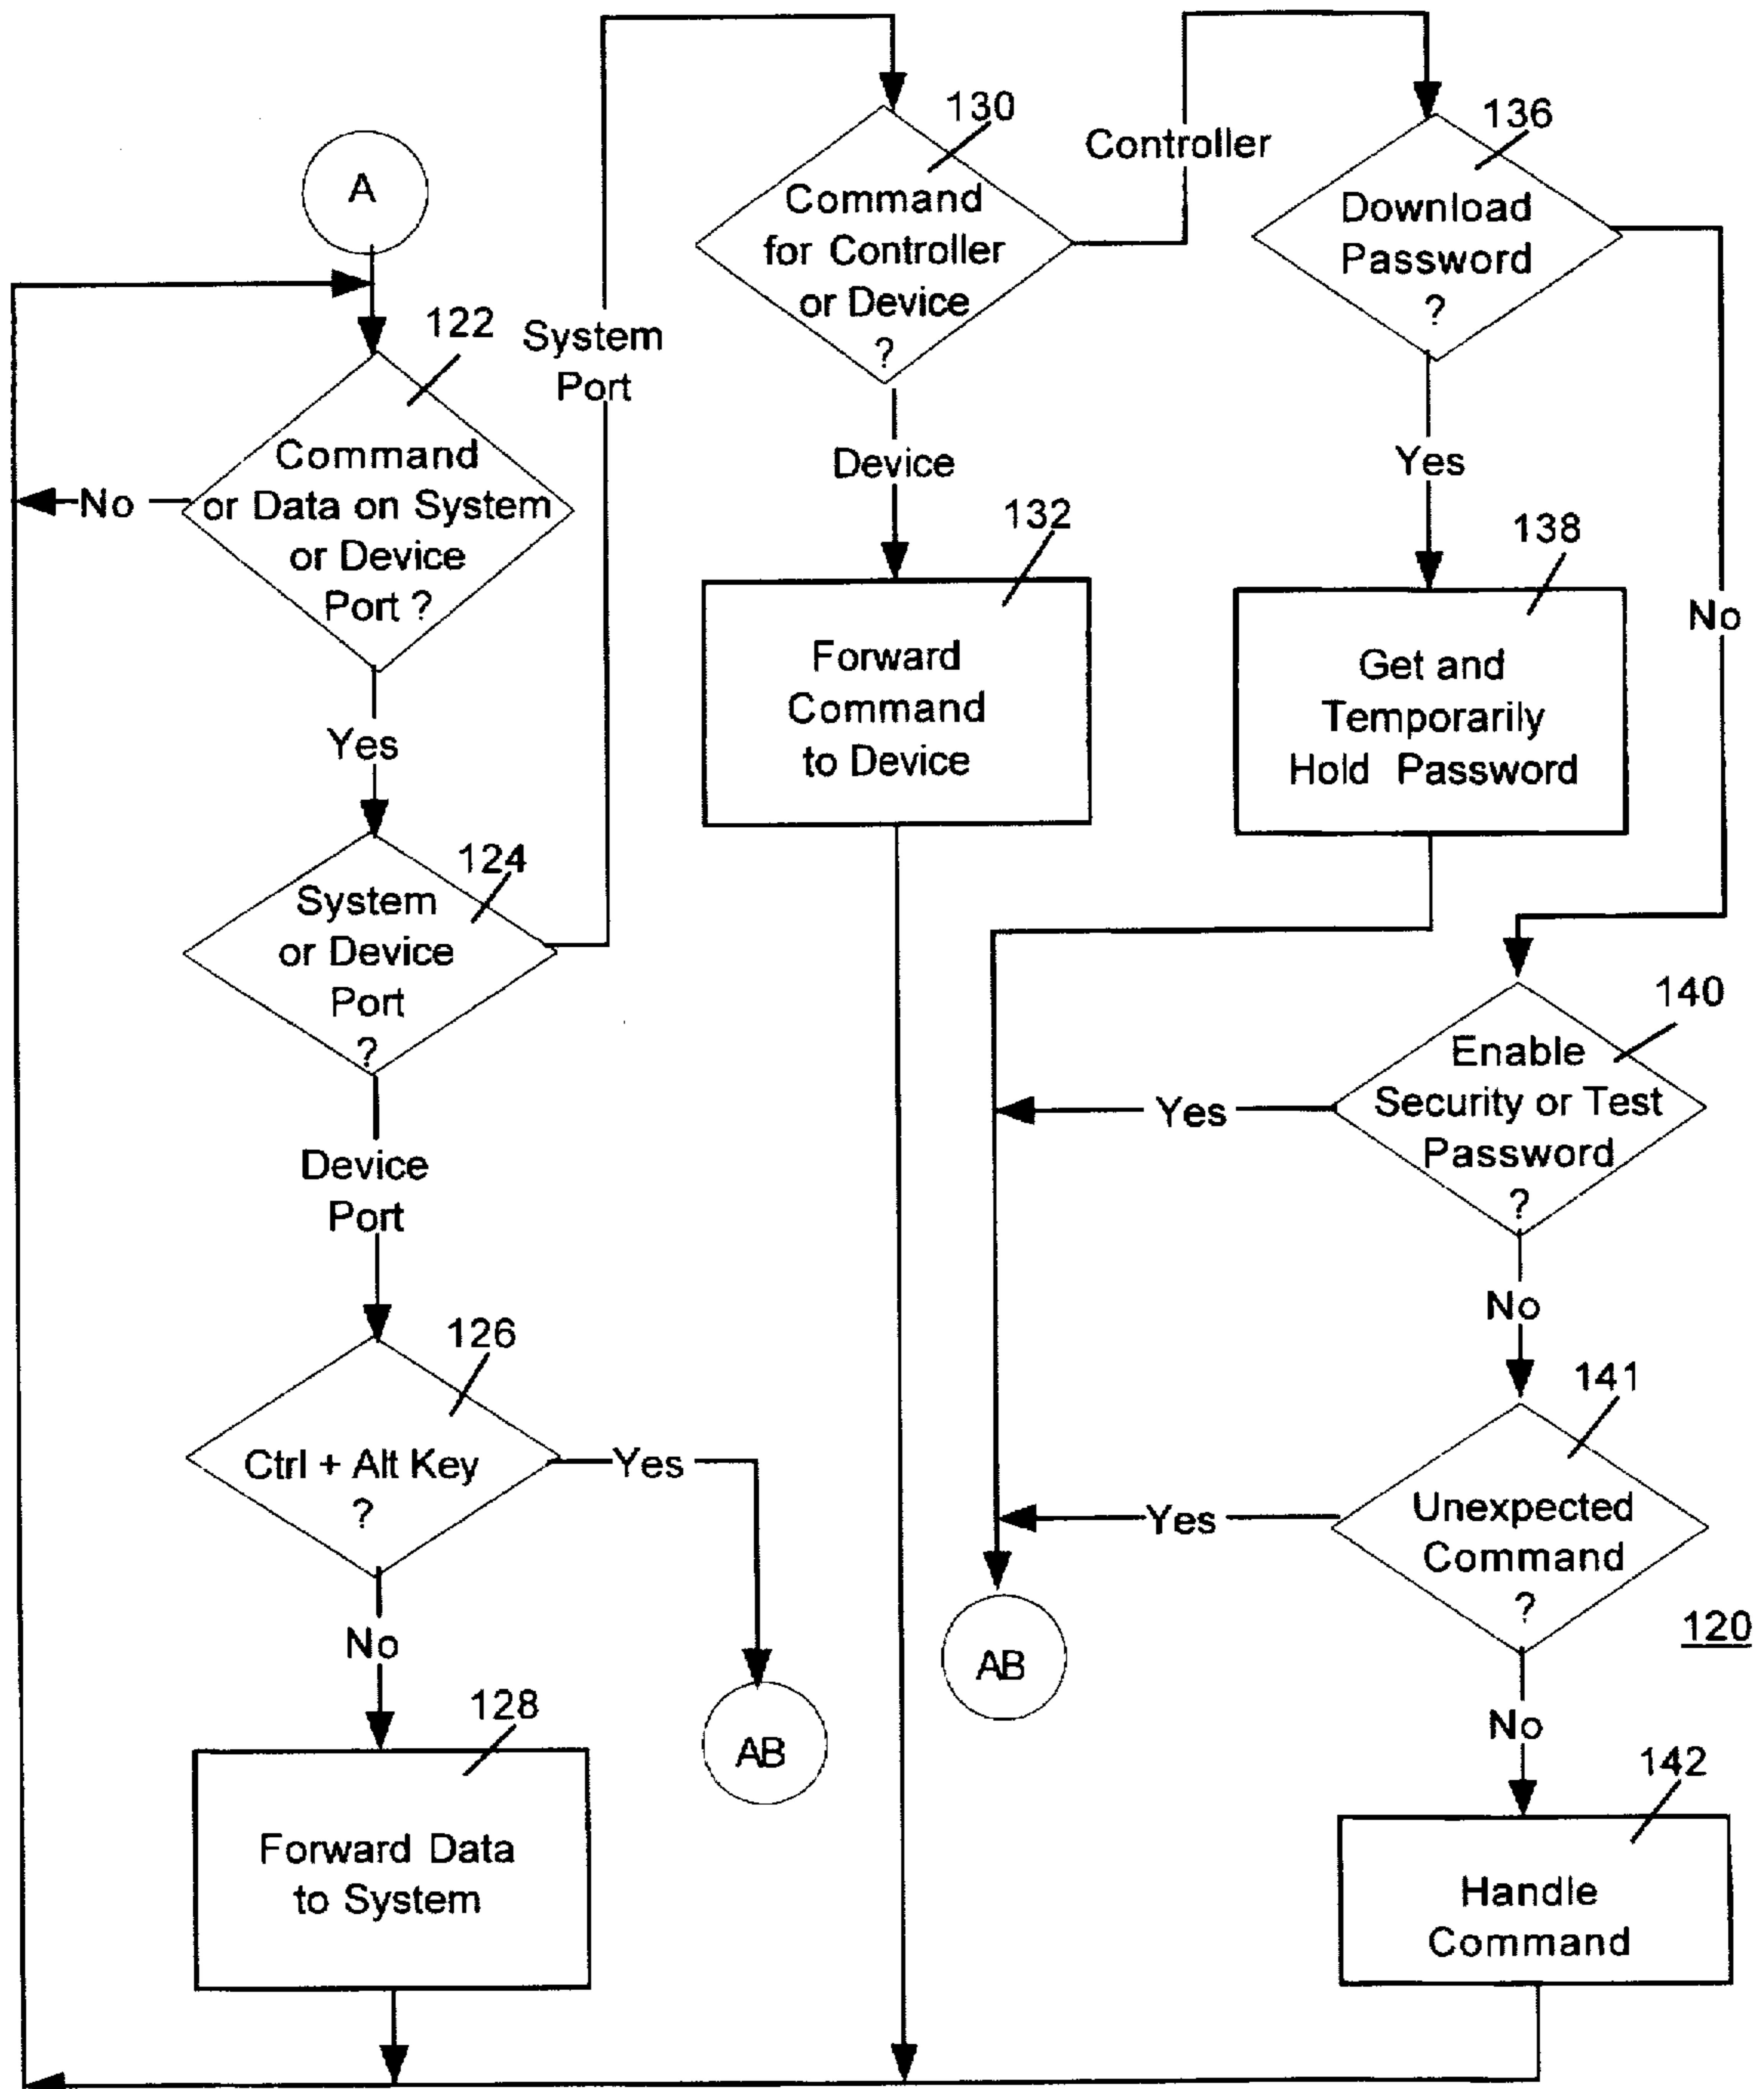 A
122
Command
or Data on System
or Device
Port ?
No
Yes
124
System
or Device
Port
?
System
Port
Device
Port
126
Ctrl + Alt Key
?
Yes
AB
No
128
Forward Data
to System
130
Command
for Controller
or Device
?
Controller
Device
132
Forward
Command
to Device
136
Download
Password
?
Yes
No
138
Get and
Temporarily
Hold Password
140
Enable
Security or Test
Password
?
Yes
No
141
Unexpected
Command
?
Yes
AB
No
120
142
Handle
Command